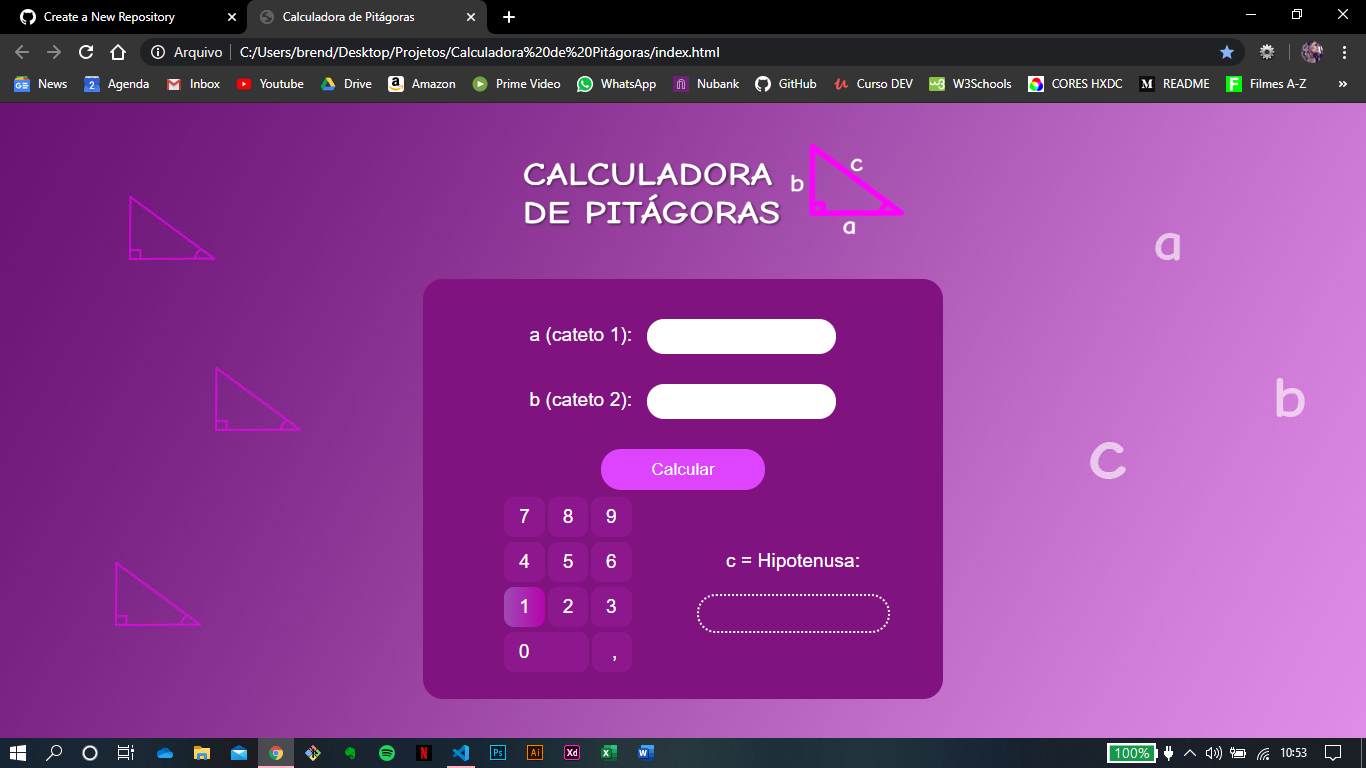 Create a New Repository
Calculadora de Pitágoras
Arquivo
C:/Users/brend/Desktop/Projetos/Calculadora%20de%20Pitágoras/index.html
News Agenda Inbox Youtube Drive Amazon Prime Video WhatsApp Nubank GitHub Curso DEV W3Schools CORES HXDC README Filmes A-Z »
CALCULADORA
DE PITÁGORAS
b
c
a
a
b
c
a (cateto 1):
b (cateto 2):
Calcular
7 8 9
4 5 6
1 2 3
0 ,
c = Hipotenusa:
100%
10:53